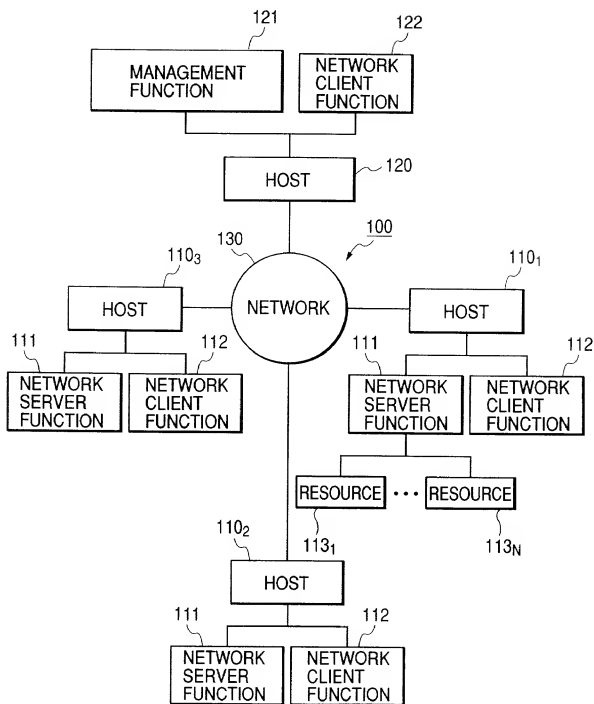 121
122
MANAGEMENT
FUNCTION
NETWORK
CLIENT
FUNCTION
HOST
120
130
100
110₃
110₁
HOST
NETWORK
HOST
111
112
111
112
NETWORK
SERVER
FUNCTION
NETWORK
CLIENT
FUNCTION
NETWORK
SERVER
FUNCTION
NETWORK
CLIENT
FUNCTION
RESOURCE
•••
RESOURCE
113₁
113N
110₂
HOST
111
112
NETWORK
SERVER
FUNCTION
NETWORK
CLIENT
FUNCTION